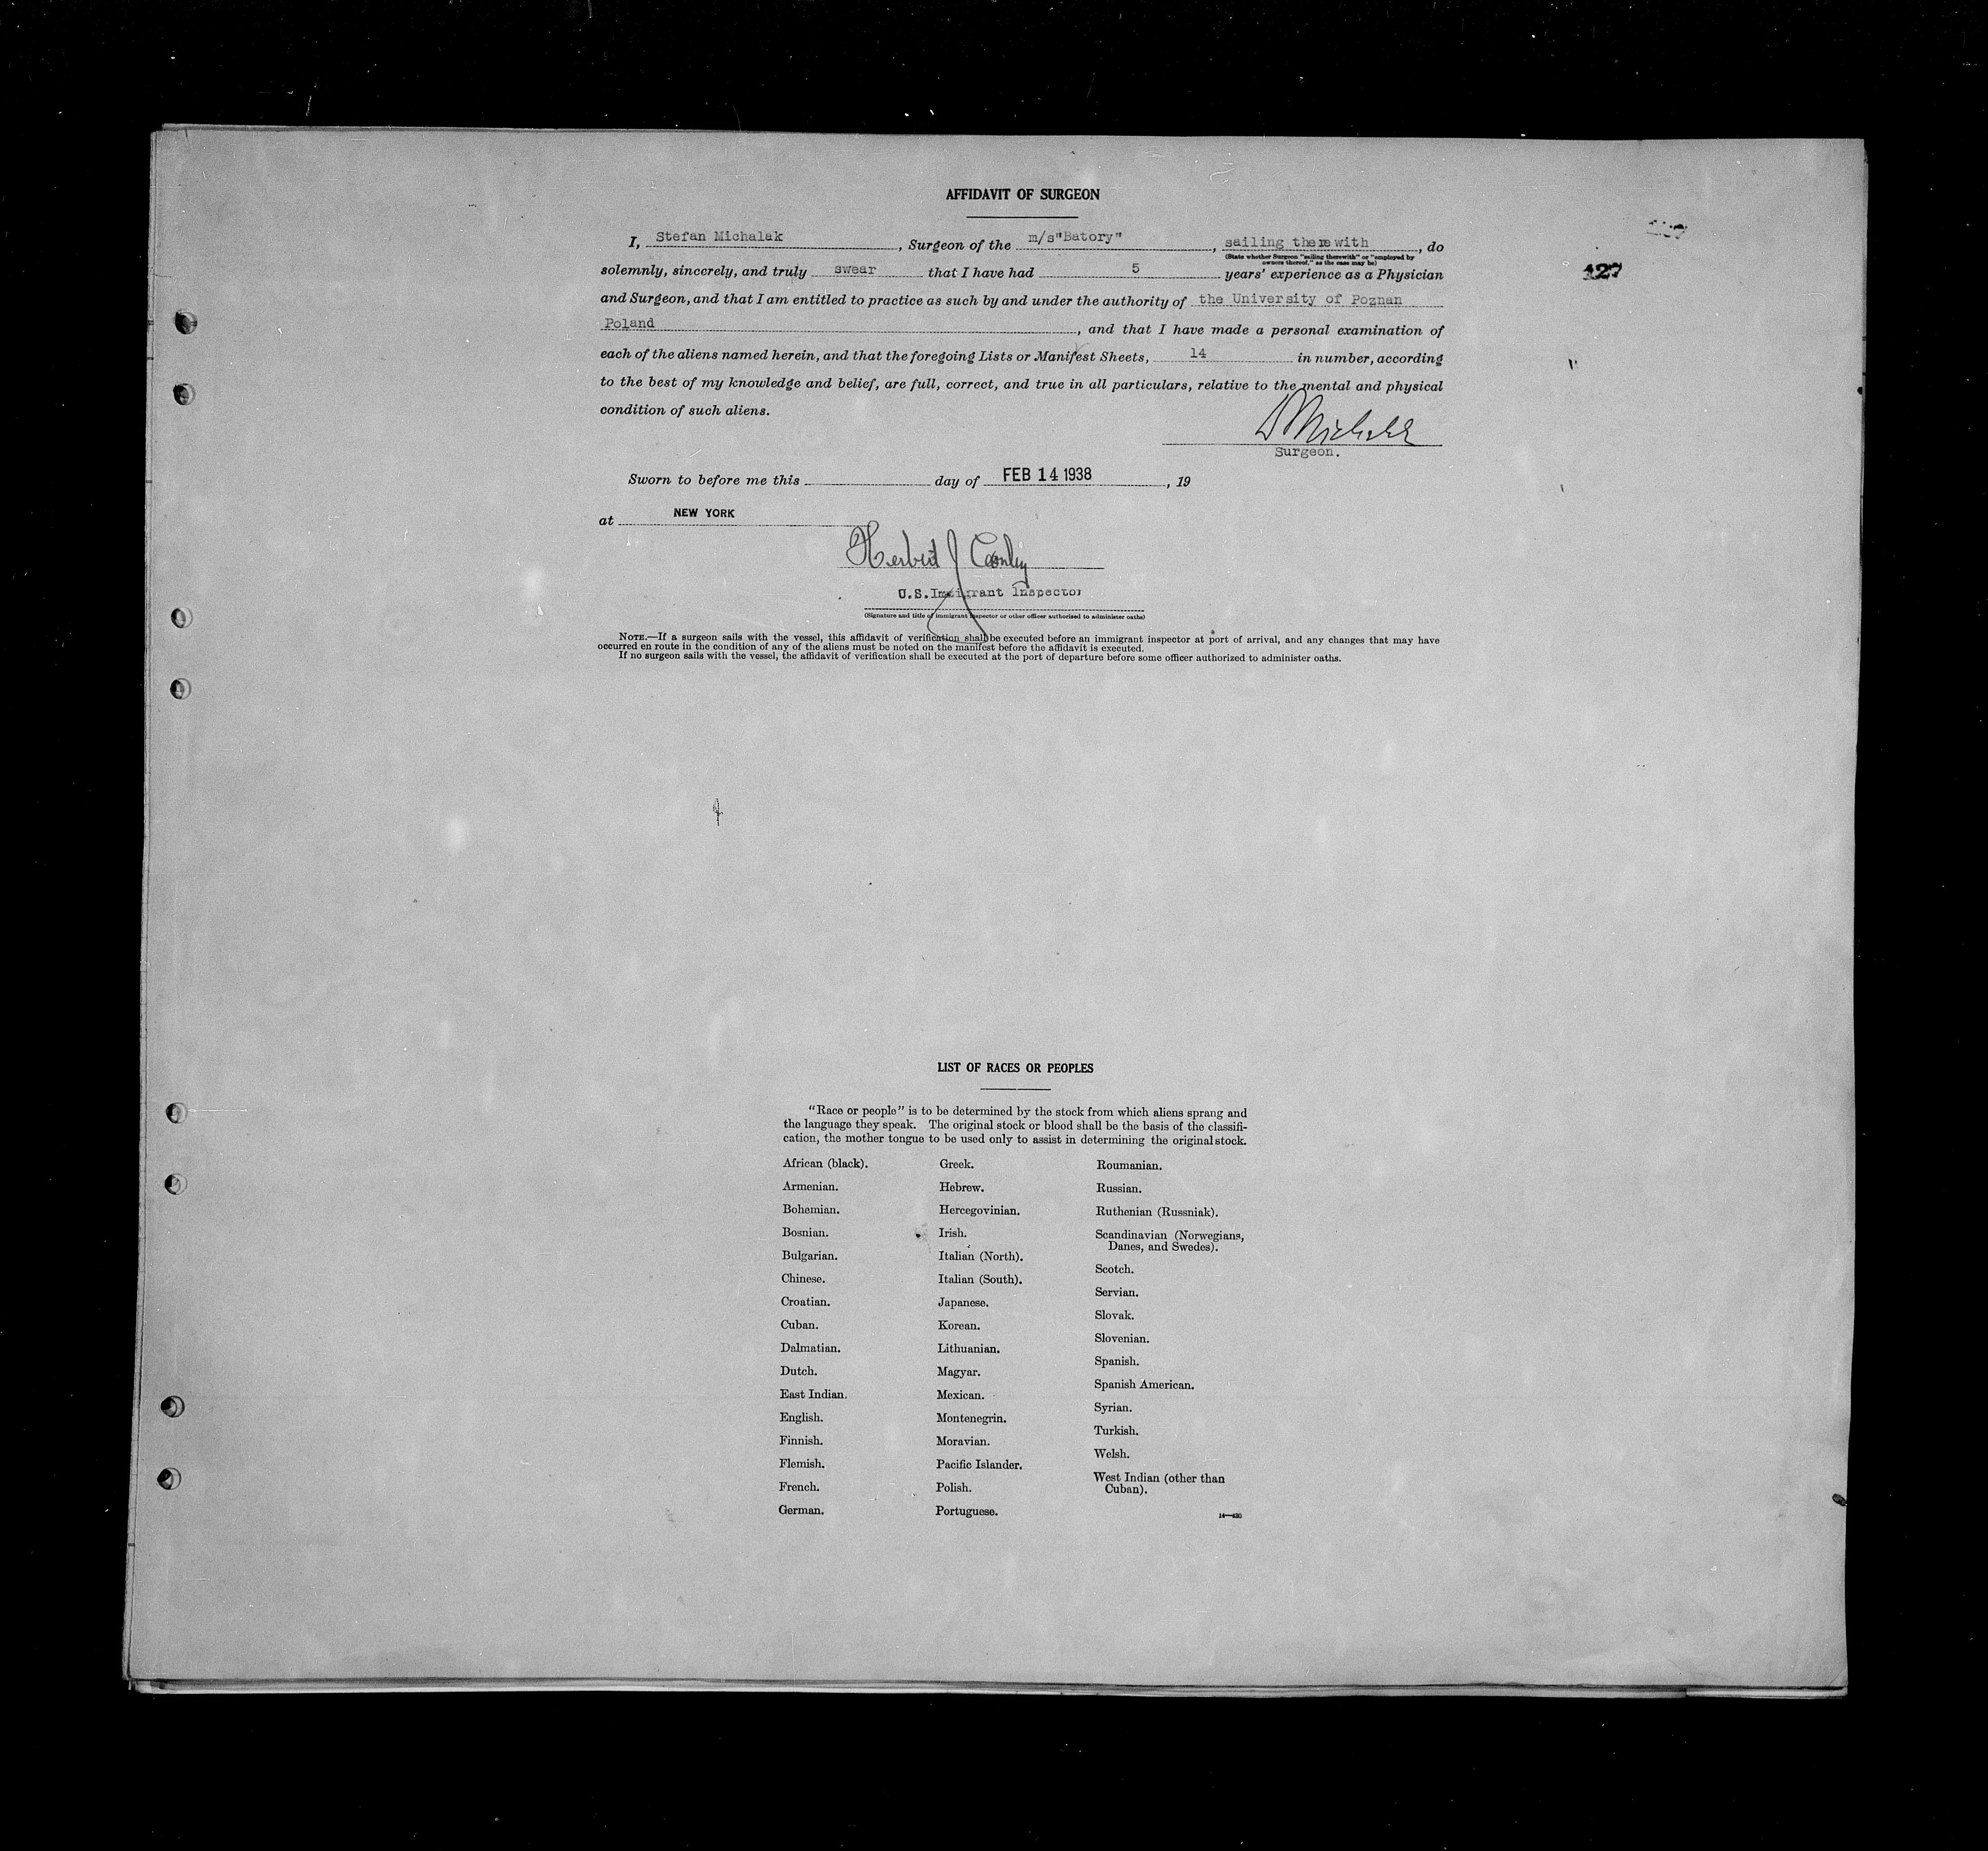 AFFIDAVIT OF SURGEON
I, Stefan Michalak, Surgeon of the m/s"Batory", sailing therewith, do
(State whether Surgeon "sailing therewith" or "employed by
owners thereof," as the case may be)
127
solemnly, sincerely, and truly swear that I have had 5 years' experience as a Physician
and Surgeon, and that I am entitled to practice as such by and under the authority of the University of Poznan
Poland, and that I have made a personal examination of
each of the aliens named herein, and that the foregoing Lists or Manifest Sheets, 14 in number, according
to the best of my knowledge and belief, are full, correct, and true in all particulars, relative to the mental and physical
condition of such aliens.
Surgeon.
Sworn to before me this day of FEB 14 1938, 19
at NEW YORK
Herbert J Conley
U.S. Immigrant Inspector
(Signature and title of immigrant inspector or other officer authorized to administer oaths)
NOTE.—If a surgeon sails with the vessel, this affidavit of verification shall be executed before an immigrant inspector at port of arrival, and any changes that may have
occurred en route in the condition of any of the aliens must be noted on the manifest before the affidavit is executed.
If no surgeon sails with the vessel, the affidavit of verification shall be executed at the port of departure before some officer authorized to administer oaths.
LIST OF RACES OR PEOPLES
"Race or people" is to be determined by the stock from which aliens sprang and
the language they speak. The original stock or blood shall be the basis of the classifi-
cation, the mother tongue to be used only to assist in determining the original stock.
African (black).
Armenian.
Bohemian.
Bosnian.
Bulgarian.
Chinese.
Croatian.
Cuban.
Dalmatian.
Dutch.
East Indian.
English.
Finnish.
Flemish.
French.
German.
Greek.
Hebrew.
Hercegovinian.
Irish.
Italian (North).
Italian (South).
Japanese.
Korean.
Lithuanian.
Magyar.
Mexican.
Montenegrin.
Moravian.
Pacific Islander.
Polish.
Portuguese.
Roumanian.
Russian.
Ruthenian (Russniak).
Scandinavian (Norwegians,
Danes, and Swedes).
Scotch.
Servian.
Slovak.
Slovenian.
Spanish.
Spanish American.
Syrian.
Turkish.
Welsh.
West Indian (other than
Cuban).
14—430